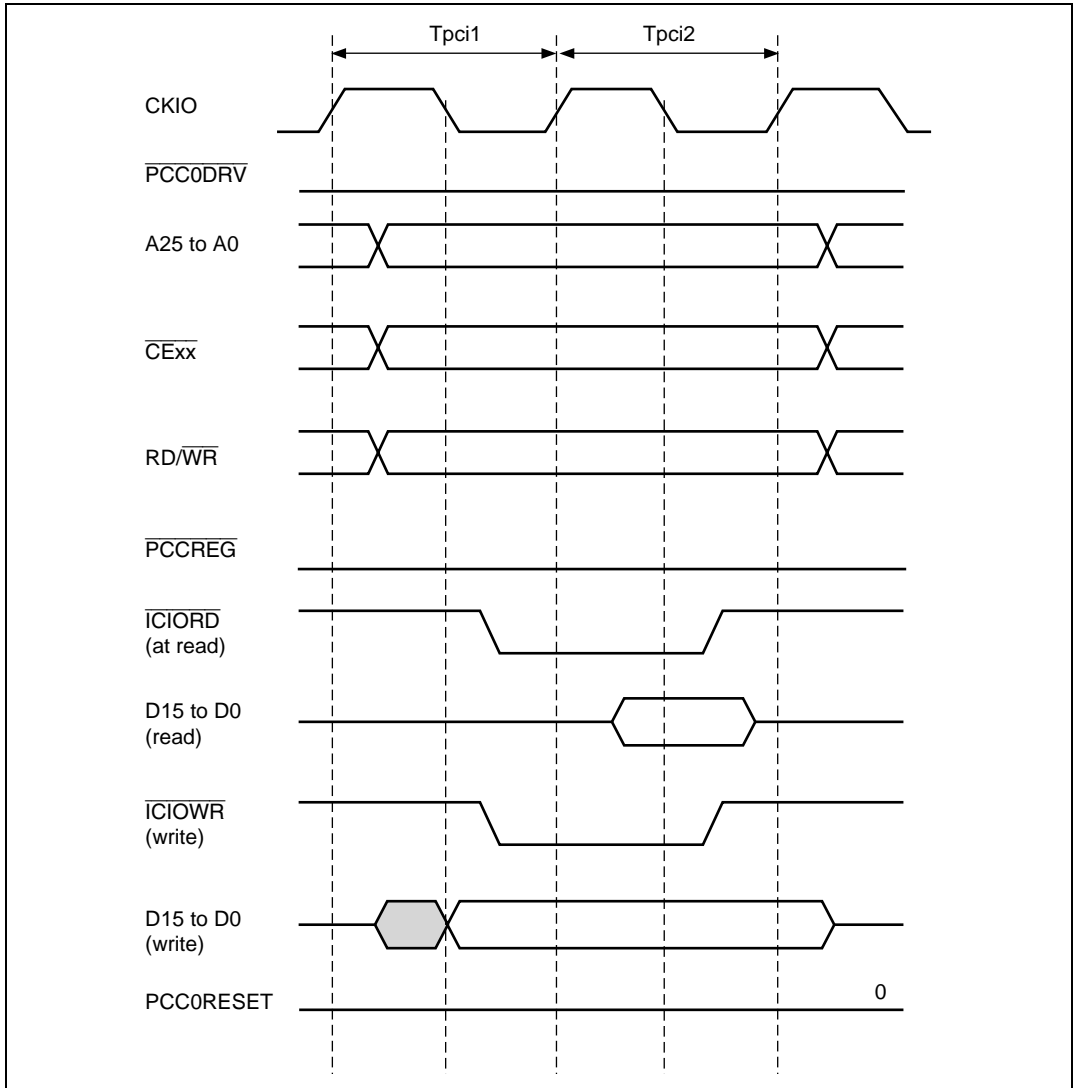 Tpci1 Tpci2
CKIO
PCC0DRV
A25 to A0
CExx
RD/WR
PCCREG
ICIORD
(at read)
D15 to D0
(read)
ICIOWR
(write)
D15 to D0
(write)
PCC0RESET 0